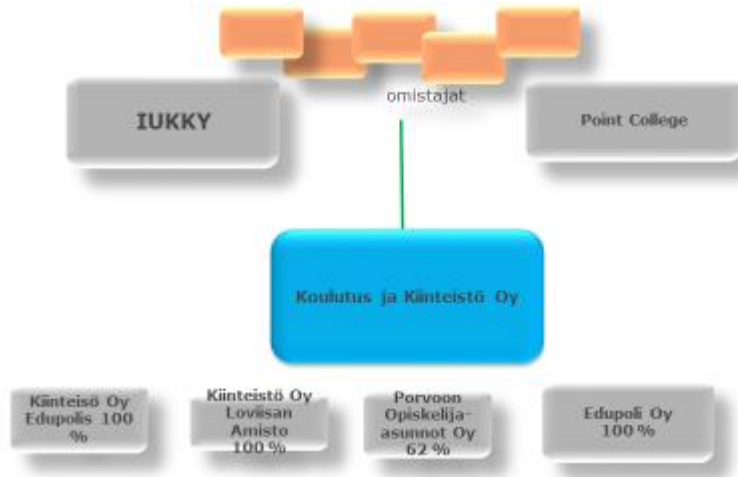 omistajat
IUKKY
Point College
Koulutus ja Kiinteistö Oy
Kiinteisö Oy
Edupolis 100
%
Kiinteistö Oy
Loviisan
Amisto
100 %
Porvoon
Opiskelija-
asunnot Oy
62 %
Edupoli Oy
100 %